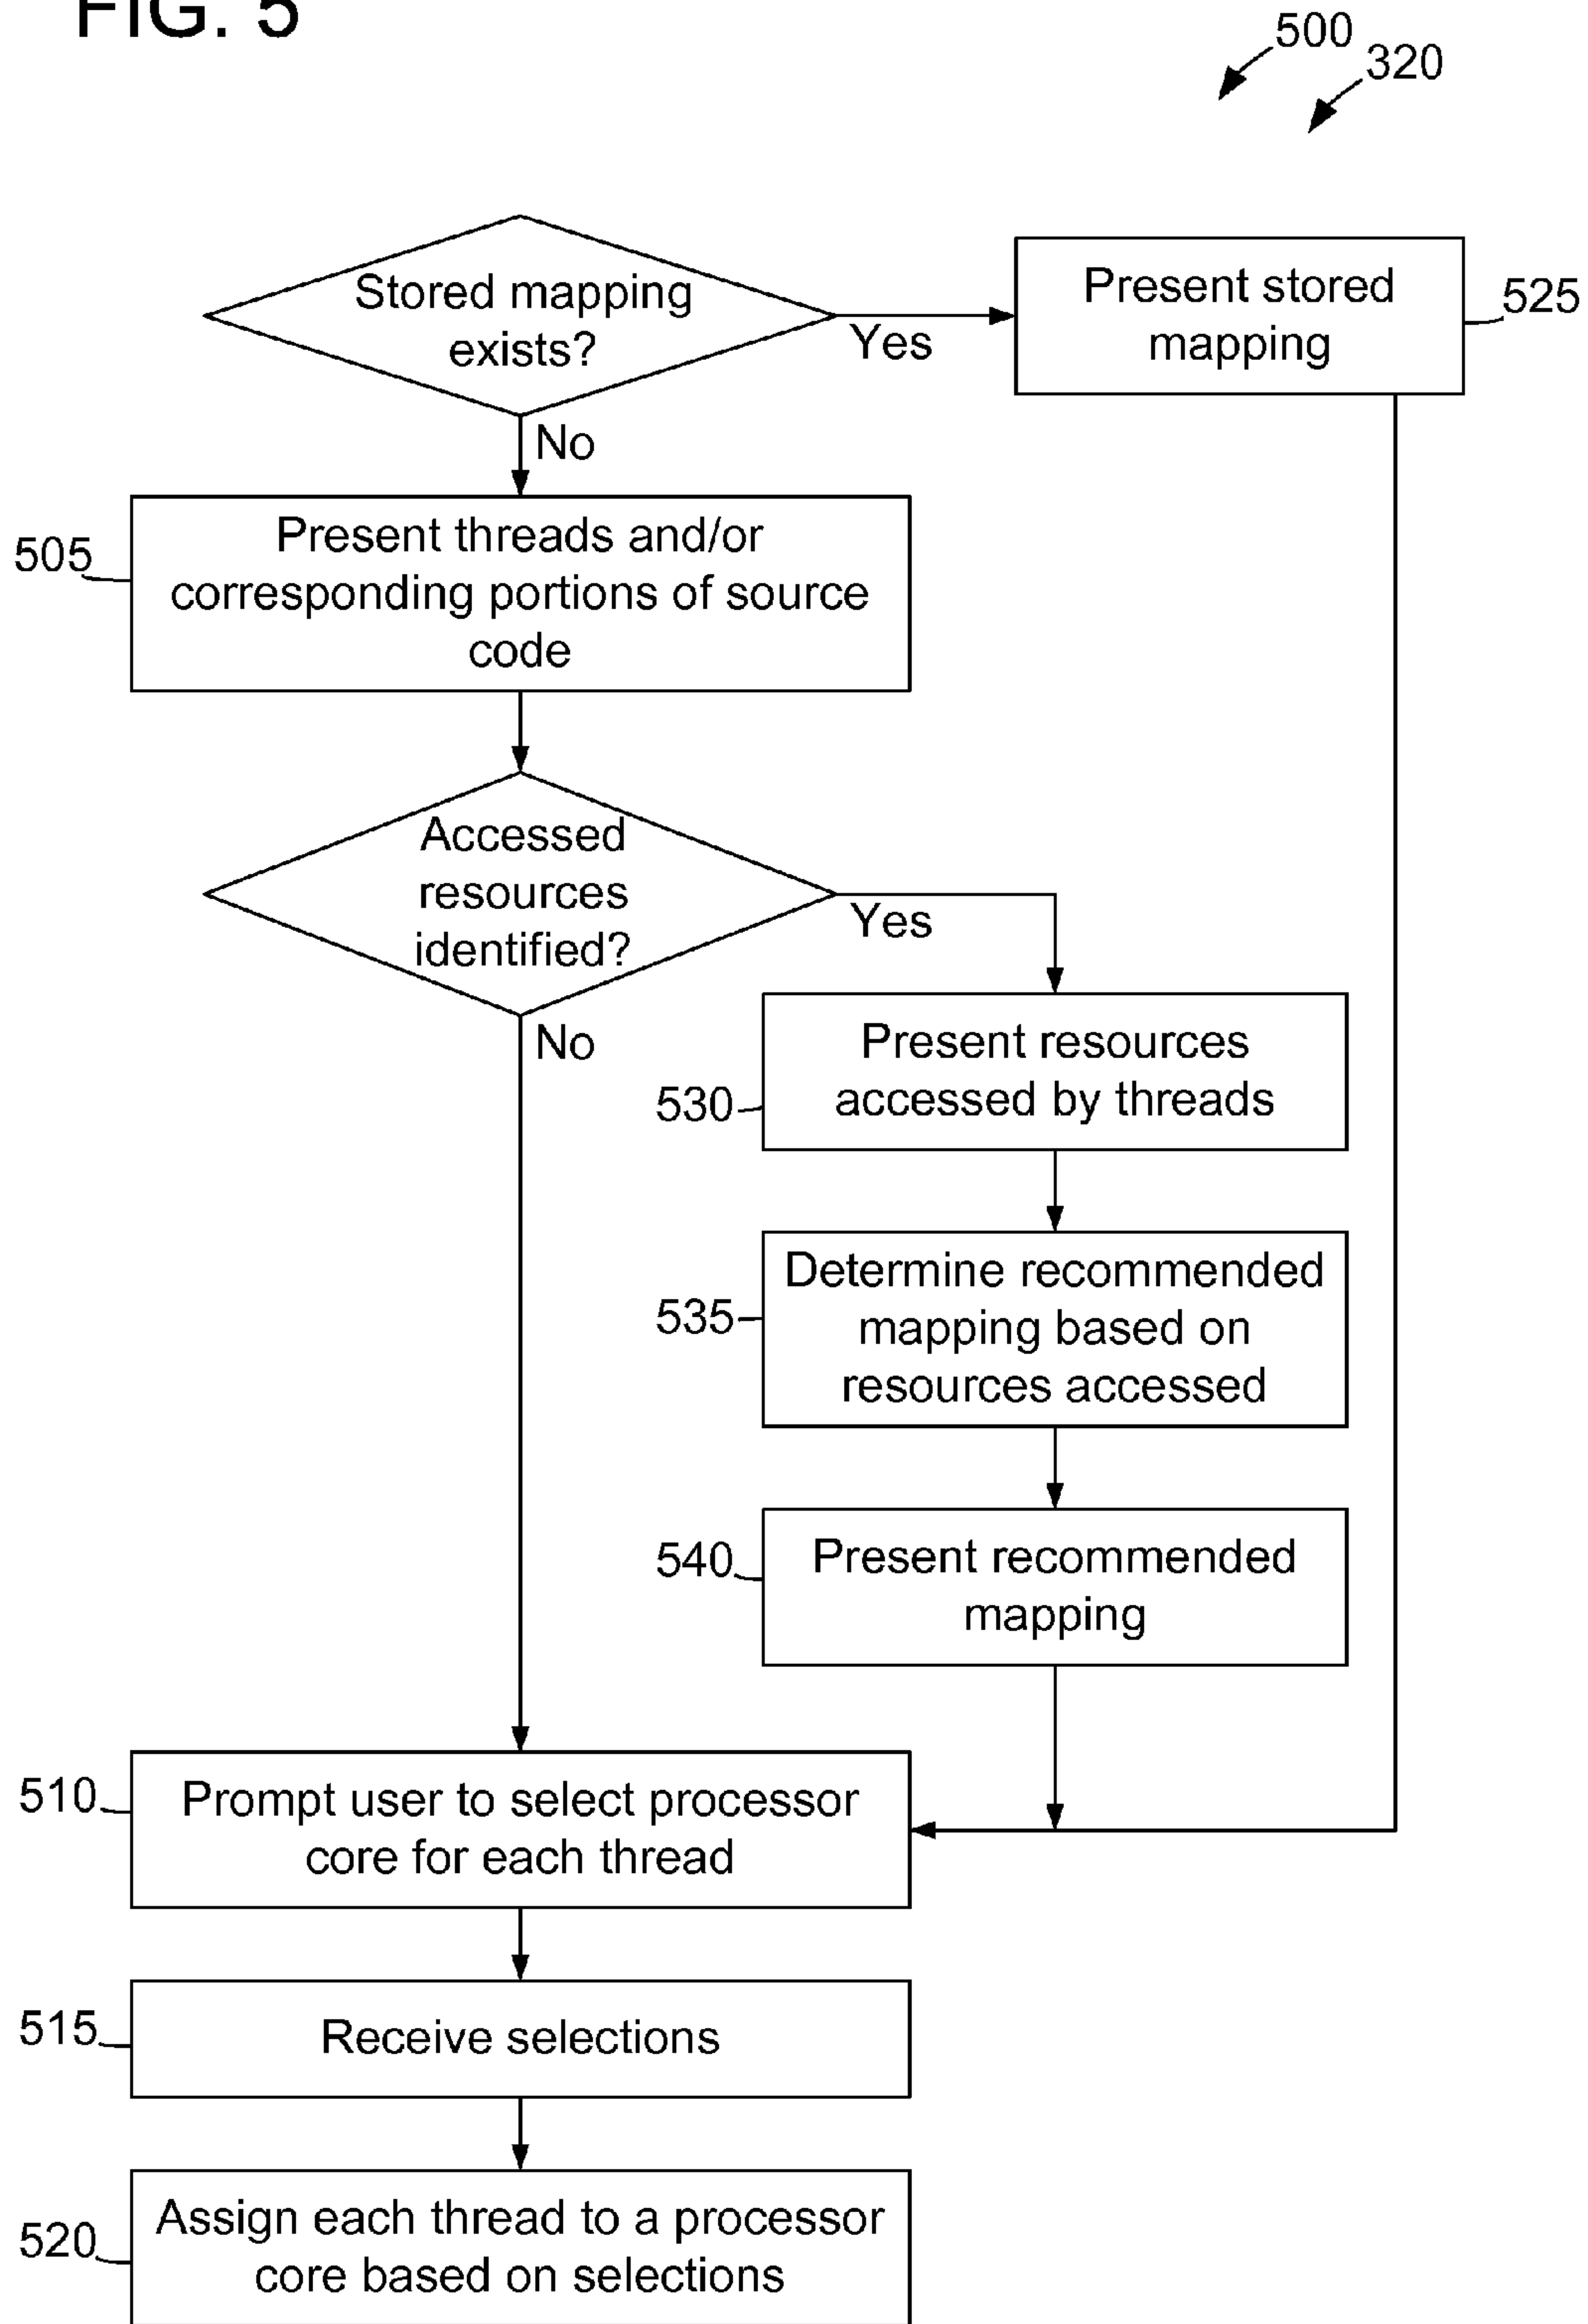 FIG. 5
500
320
Stored mapping
exists?
Yes
Present stored
mapping
525
No
505
Present threads and/or
corresponding portions of source
code
Accessed
resources
identified?
Yes
No
Present resources
accessed by threads
530
Determine recommended
mapping based on
resources accessed
535
540
Present recommended
mapping
510
Prompt user to select processor
core for each thread
515
Receive selections
520
Assign each thread to a processor
core based on selections